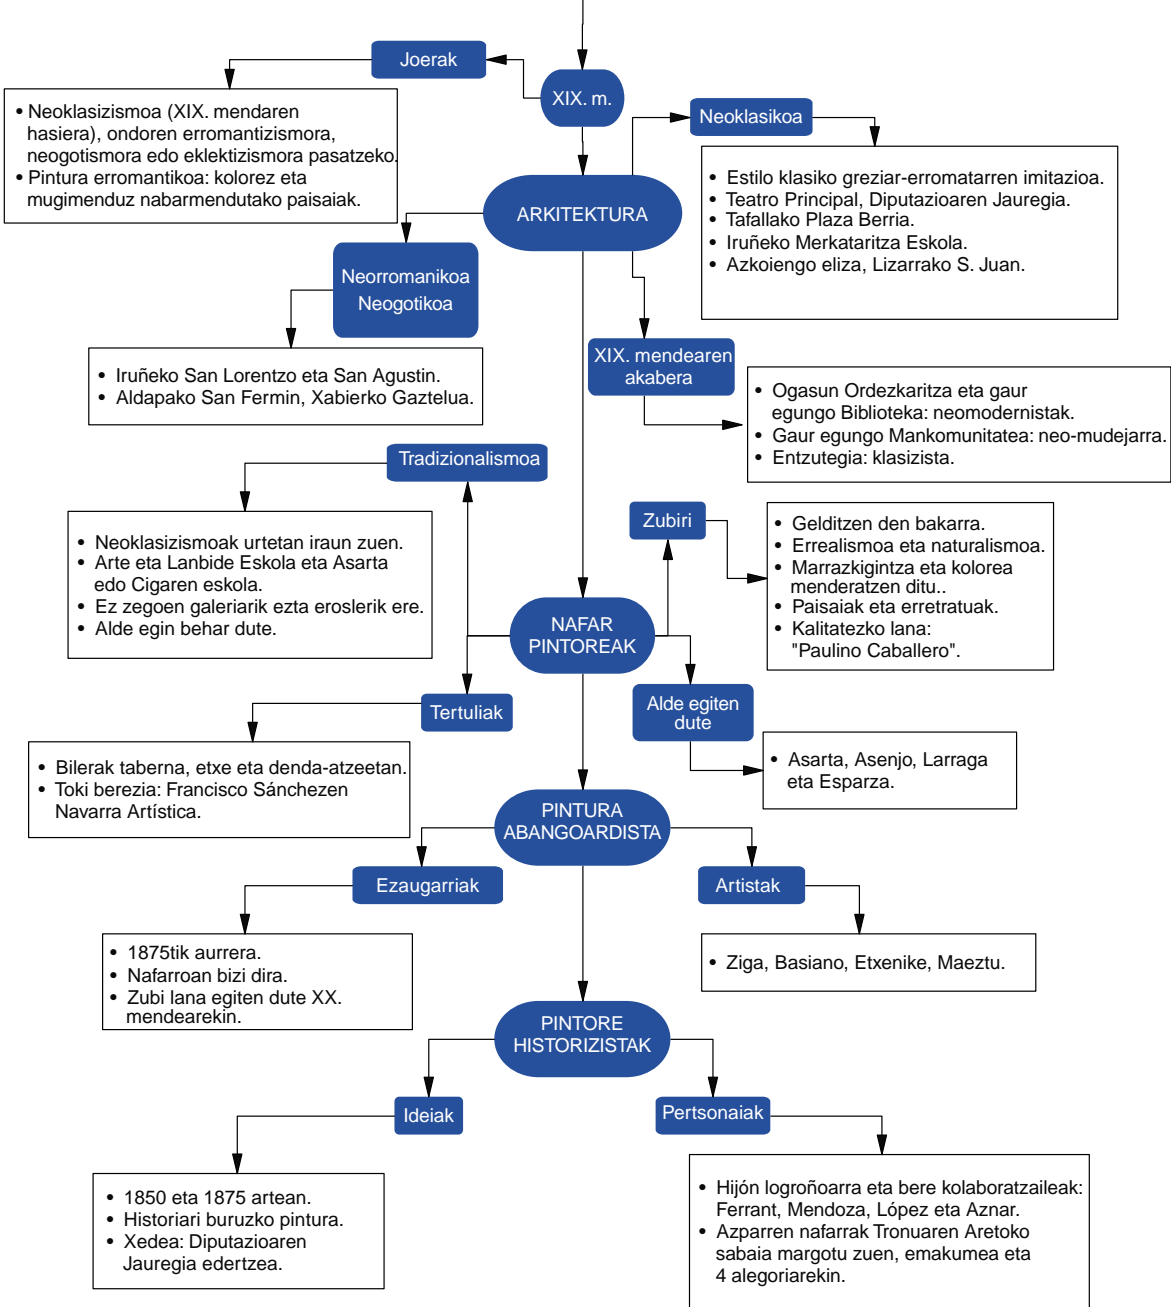 Joerak
XIX. m.
• Neoklasizismoa (XIX. mendaren
hasiera), ondoren erromantizismora,
neogotismora edo eklektizismora pasatzeko.
• Pintura erromantikoa: kolorez eta
mugimenduz nabarmendutako paisaiak.
Neoklasikoa
• Estilo klasiko greziar-erromatarren imitazioa.
• Teatro Principal, Diputazioaren Jauregia.
• Tafallako Plaza Berria.
• Iruñeko Merkataritza Eskola.
• Azkoiengo eliza, Lizarrako S. Juan.
ARKITEKTURA
Neorromanikoa
Neogotikoa
• Iruñeko San Lorentzo eta San Agustin.
• Aldapako San Fermin, Xabierko Gaztelua.
XIX. mendearen
akabera
• Ogasun Ordezkaritza eta gaur
egungo Biblioteka: neomodernistak.
• Gaur egungo Mankomunitatea: neo-mudejarra.
• Entzutegia: klasizista.
Tradizionalismoa
• Neoklasizismoak urtetan iraun zuen.
• Arte eta Lanbide Eskola eta Asarta
edo Cigaren eskola.
• Ez zegoen galeriarik ezta eroslerik ere.
• Alde egin behar dute.
Zubiri
• Gelditzen den bakarra.
• Errealismoa eta naturalismoa.
• Marrazkigintza eta kolorea
menderatzen ditu..
• Paisaiak eta erretratuak.
• Kalitatezko lana:
"Paulino Caballero".
NAFAR
PINTOREAK
Tertuliak
• Bilerak taberna, etxe eta denda-atzeetan.
• Toki berezia: Francisco Sánchezen
Navarra Artística.
Alde egiten
dute
• Asarta, Asenjo, Larraga
eta Esparza.
PINTURA
ABANGOARDISTA
Ezaugarriak
• 1875tik aurrera.
• Nafarroan bizi dira.
• Zubi lana egiten dute XX.
mendearekin.
Artistak
• Ziga, Basiano, Etxenike, Maeztu.
PINTORE
HISTORIZISTAK
Ideiak
• 1850 eta 1875 artean.
• Historiari buruzko pintura.
• Xedea: Diputazioaren
Jauregia edertzea.
Pertsonaiak
• Hijón logroñoarra eta bere kolaboratzaileak:
Ferrant, Mendoza, López eta Aznar.
• Azparren nafarrak Tronuaren Aretoko
sabaia margotu zuen, emakumea eta
4 alegoriarekin.